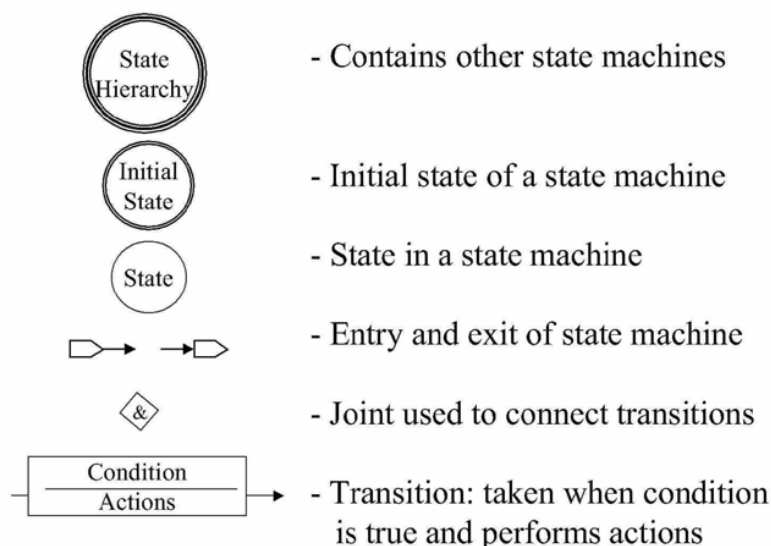 State
Hierarchy
- Contains other state machines
Initial
State
- Initial state of a state machine
State
- State in a state machine
- Entry and exit of state machine
&
- Joint used to connect transitions
Condition
Actions
- Transition: taken when condition
is true and performs actions